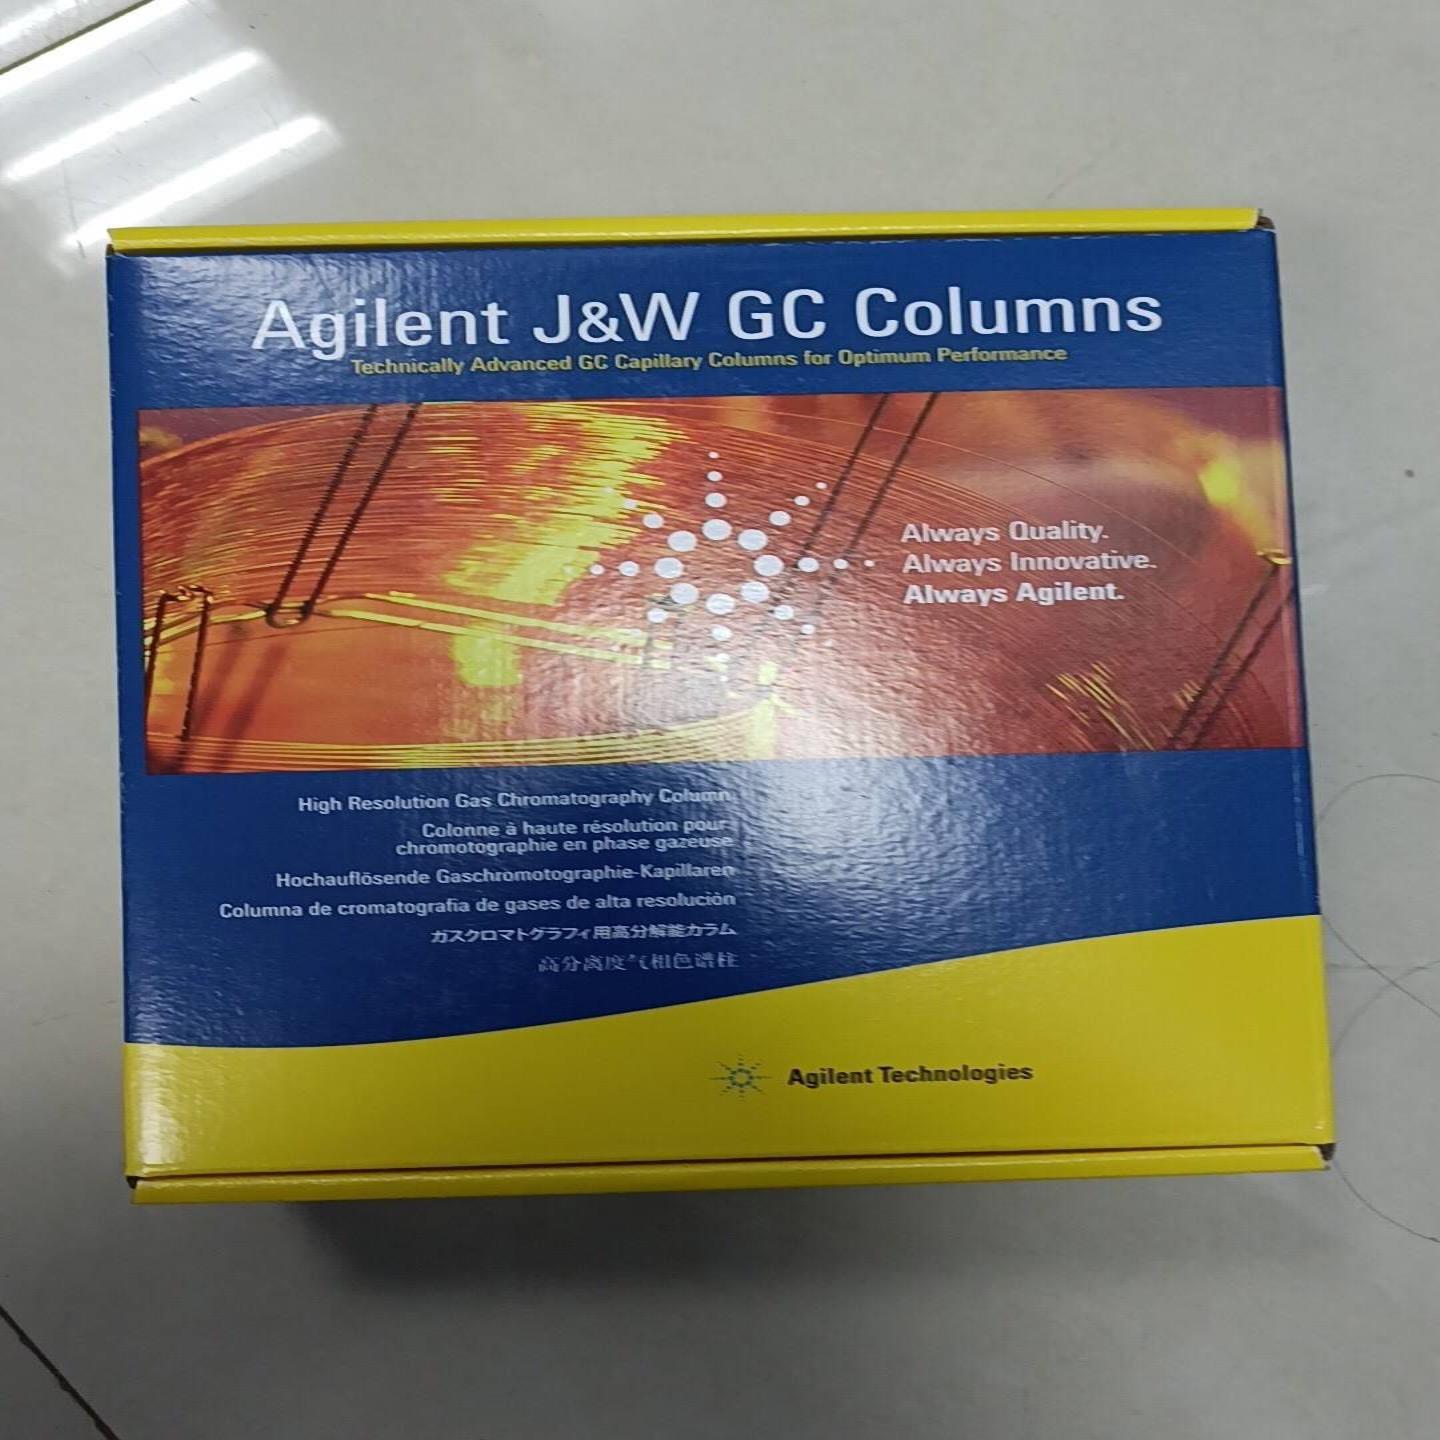 Agilent J&W GC Columns
Technically Advanced GC Capillary Columns for Optimum Performance
Always Quality.
Always Innovative.
Always Agilent.
High Resolution Gas Chromatography Column
Colonne à haute résolution pour
chromotographie en phase gazeuse
Hochauflösende Gaschromotographie-Kapillaren
Columna de cromatografia de gases de alta resolución
ガスクロマトグラフィ用高分解能カラム
高分离度气相色谱柱
Agilent Technologies